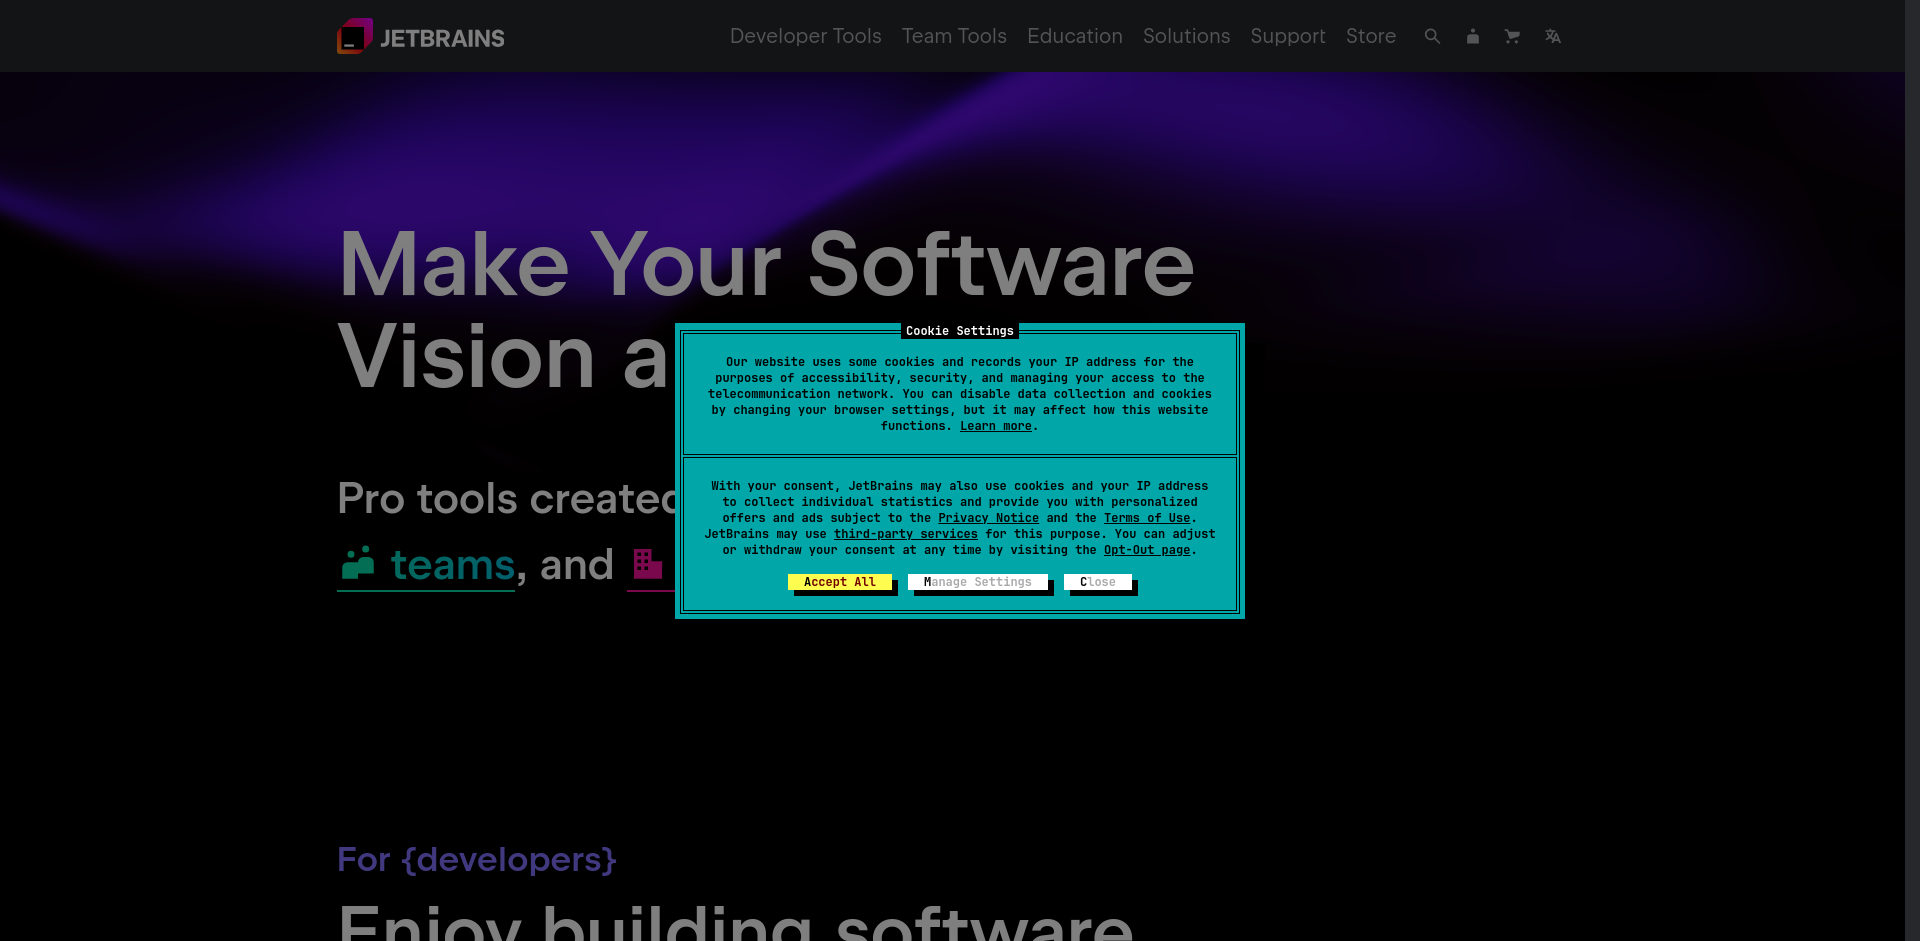 JETBRAINS
Developer Tools Team Tools Education Solutions Support Store
Make Your Software
Vision a
Pro tools created
teams, and
Cookie Settings
Our website uses some cookies and records your IP address for the
purposes of accessibility, security, and managing your access to the
telecommunication network. You can disable data collection and cookies
by changing your browser settings, but it may affect how this website
functions. Learn more.
With your consent, JetBrains may also use cookies and your IP address
to collect individual statistics and provide you with personalized
offers and ads subject to the Privacy Notice and the Terms of Use.
JetBrains may use third-party services for this purpose. You can adjust
or withdraw your consent at any time by visiting the Opt-Out page.
Accept All Manage Settings Close
For {developers}
Enjoy building software